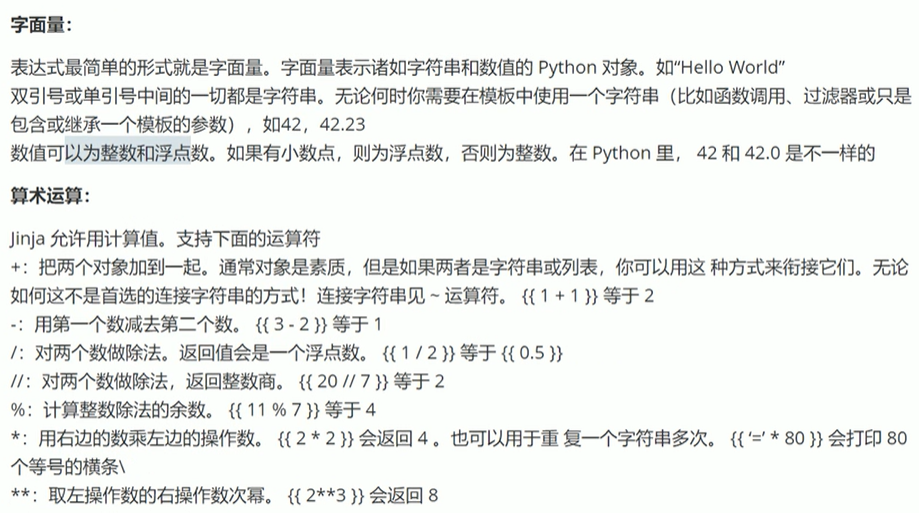 字面量:
表达式最简单的形式就是字面量。字面量表示诸如字符串和数值的 Python 对象。如“Hello World”
双引号或单引号中间的一切都是字符串。无论何时你需要在模板中使用一个字符串（比如函数调用、过滤器或只是
包含或继承一个模板的参数），如42，42.23
数值可以为整数和浮点数。如果有小数点，则为浮点数，否则为整数。在 Python 里， 42 和 42.0 是不一样的
算术运算:
Jinja 允许用计算值。支持下面的运算符
+：把两个对象加到一起。通常对象是素质，但是如果两者是字符串或列表，你可以用这 种方式来衔接它们。无论
如何这不是首选的连接字符串的方式！连接字符串见 ~ 运算符。 {{ 1 + 1 }} 等于 2
-：用第一个数减去第二个数。 {{ 3 - 2 }} 等于 1
/：对两个数做除法。返回值会是一个浮点数。 {{ 1 / 2 }} 等于 {{ 0.5 }}
//：对两个数做除法，返回整数商。 {{ 20 // 7 }} 等于 2
%：计算整数除法的余数。 {{ 11 % 7 }} 等于 4
*：用右边的数乘左边的操作数。 {{ 2 * 2 }} 会返回 4 。也可以用于重 复一个字符串多次。 {{ ‘=’ * 80 }} 会打印 80
个等号的横条\
**：取左操作数的右操作数次幂。 {{ 2**3 }} 会返回 8